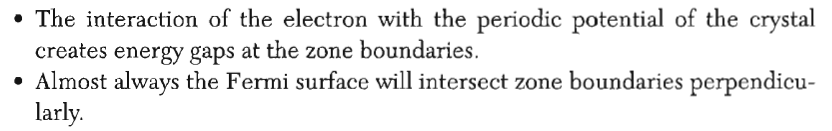 • The interaction of the electron with the periodic potential of the crystal
creates energy gaps at the zone boundaries.
• Almost always the Fermi surface will intersect zone boundaries perpendicu-
larly.